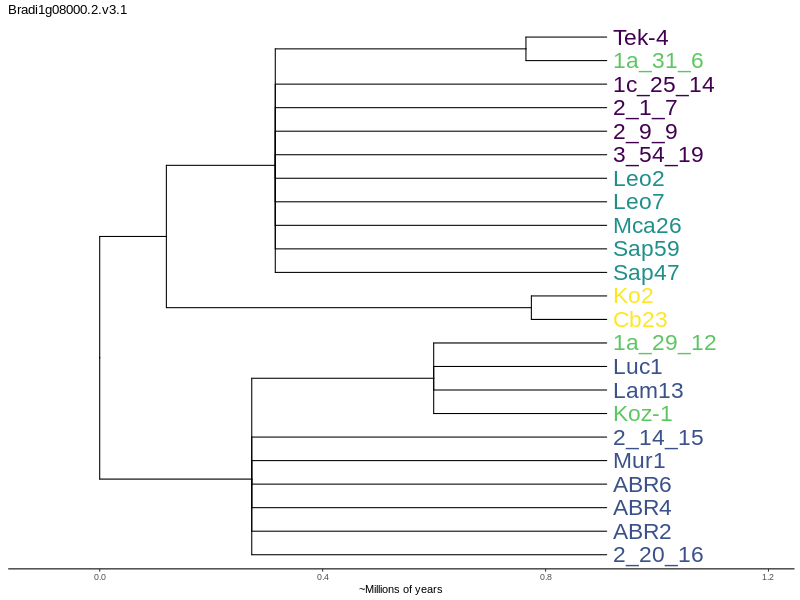 Bradi1g08000.2.v3.1
Tek-4
1a_31_6
1c_25_14
2_1_7
2_9_9
3_54_19
Leo2
Leo7
Mca26
Sap59
Sap47
Ko2
Cb23
1a_29_12
Luc1
Lam13
Koz-1
2_14_15
Mur1
ABR6
ABR4
ABR2
2_20_16
0.0 0.4 0.8 1.2
~Millions of years